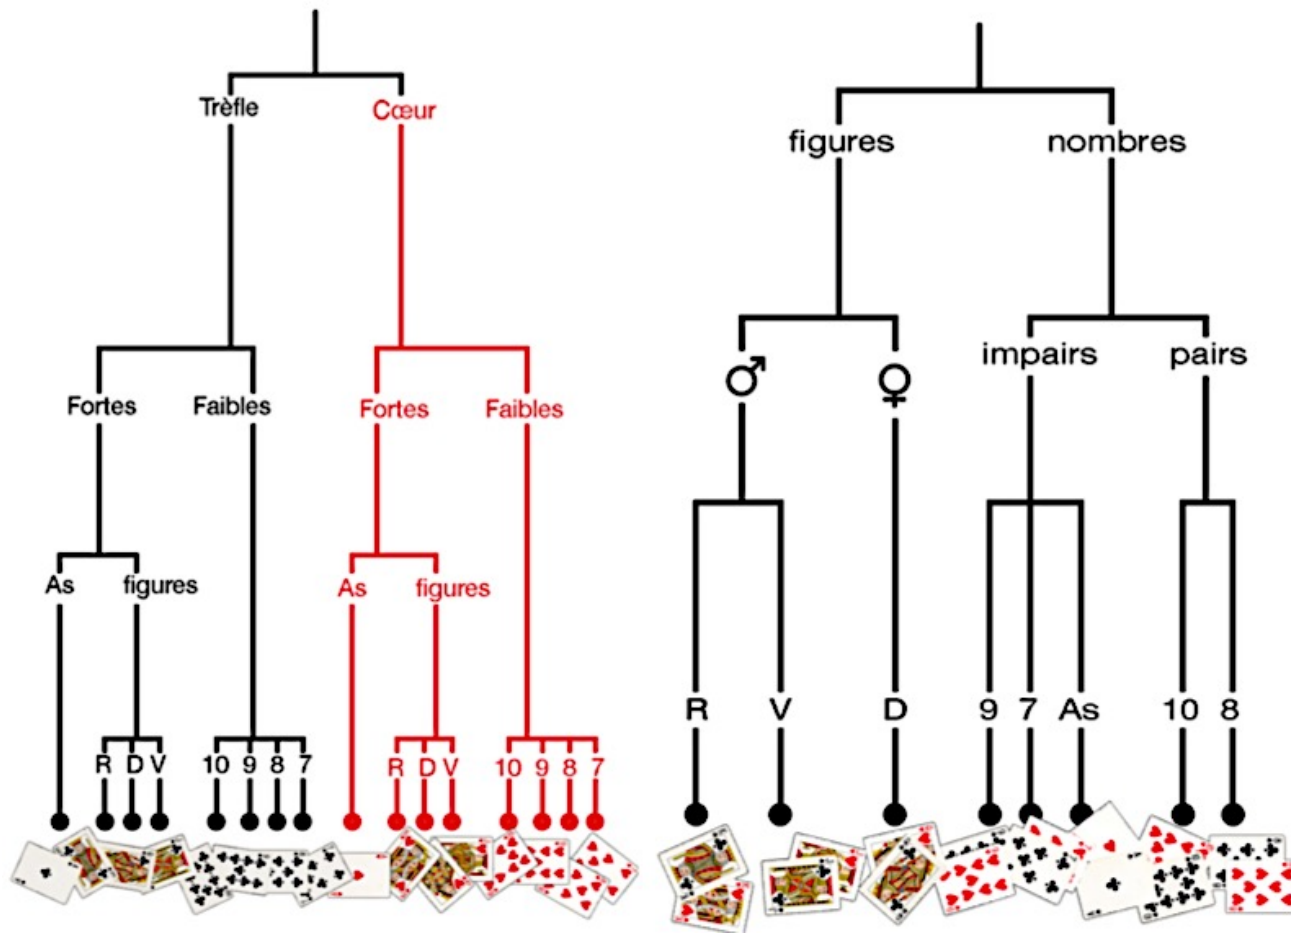 Trèfle Cœur
Fortes Faibles Fortes Faibles
As figures As figures
R D V 10 9 8 7 R D V 10 9 8 7
figures nombres
♂ ♀ impairs pairs
R V D 9 7 As 10 8